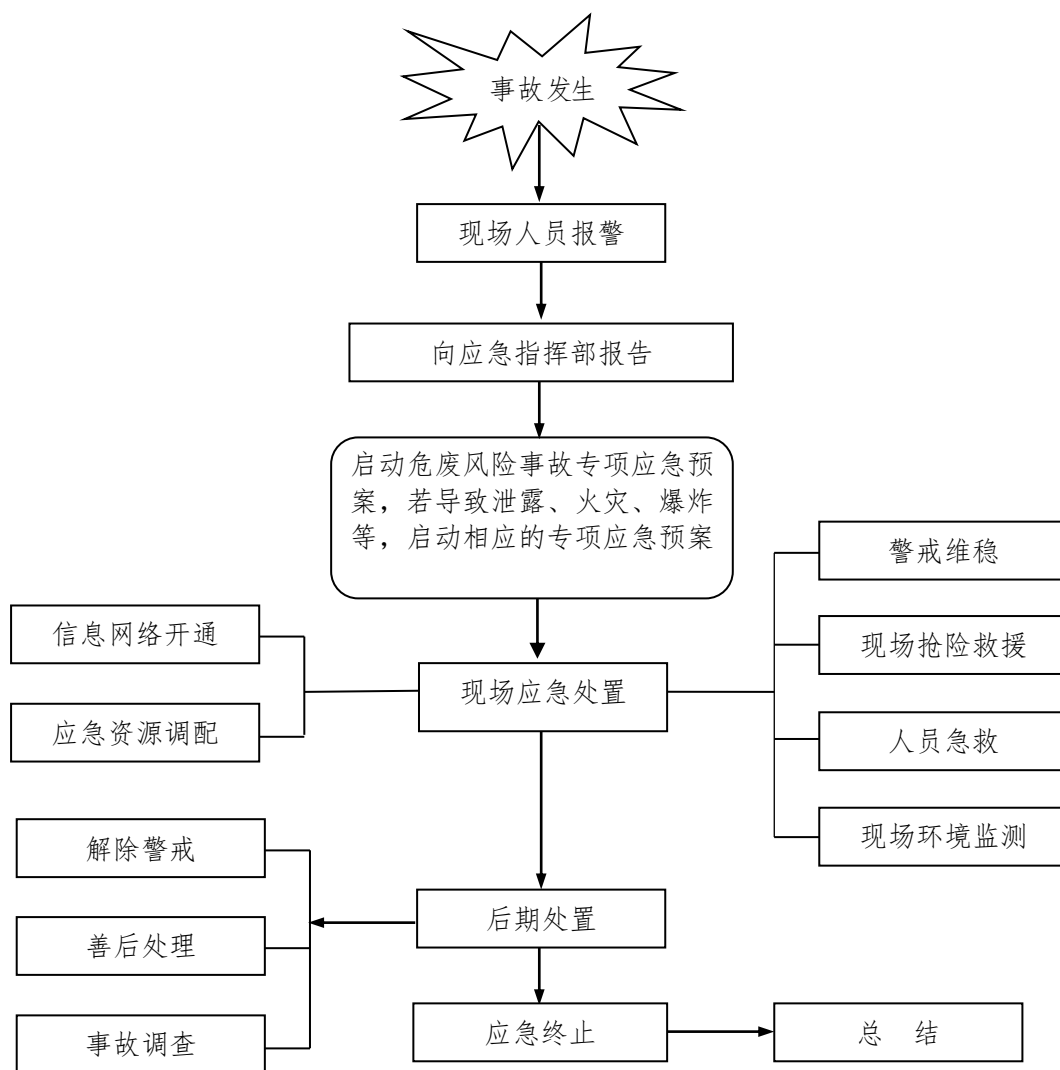 事故发生
现场人员报警
向应急指挥部报告
启动危废风险事故专项应急预
案，若导致泄露、火灾、爆炸
等，启动相应的专项应急预案
警戒维稳
信息网络开通
现场抢险救援
现场应急处置
应急资源调配
人员急救
现场环境监测
解除警戒
后期处置
善后处理
事故调查
应急终止
总 结